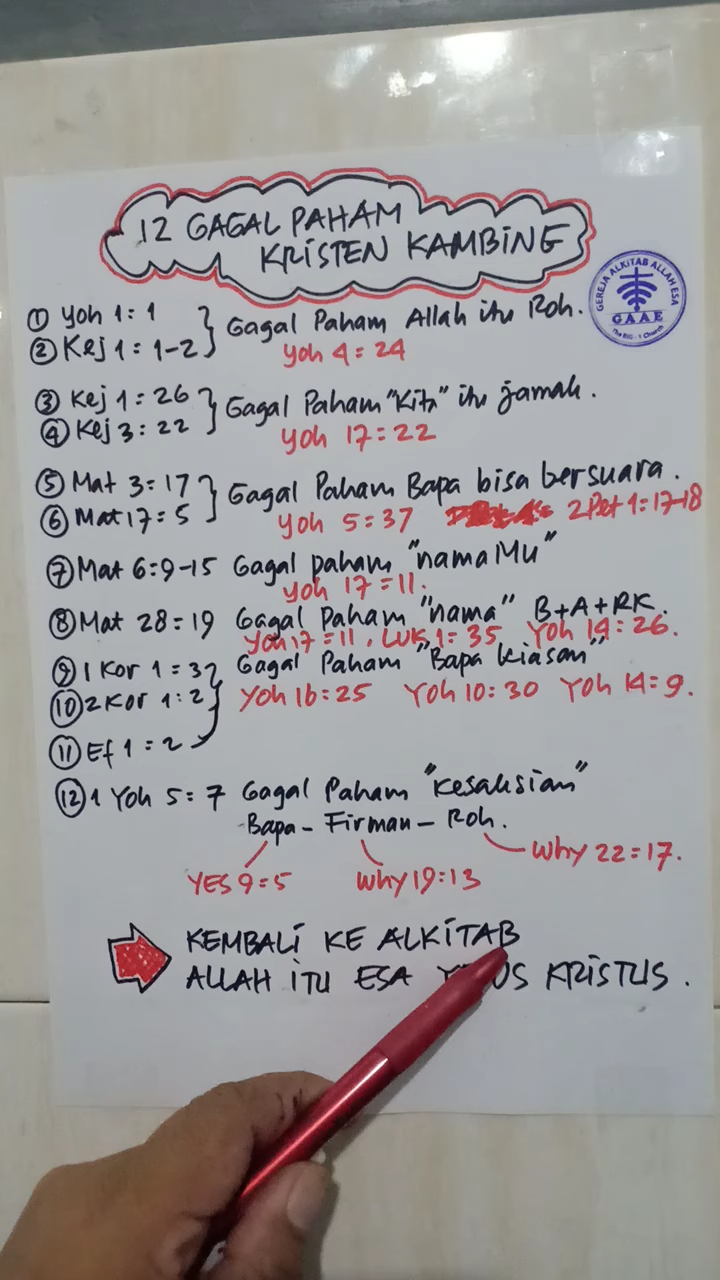 12 GAGAL PAHAM
KRISTEN KAMBING
GEREJA ALKITAB ALLAH ESA
GAAE
The BIG-1 Church
① Yoh 1:1
② Kej 1:1-2
Gagal Paham Allah itu Roh.
Yoh 4:24
③ Kej 1:26
④ Kej 3:22
Gagal Paham "Kita" itu jamak.
Yoh 17:22
⑤ Mat 3:17
⑥ Mat 17:5
Gagal Paham Bapa bisa bersuara.
Yoh 5:37 2Pet 1:17-18
⑦ Mat 6:9-15 Gagal paham "namaMu"
Yoh 17:11.
⑧ Mat 28:19 Gagal paham "nama" B+A+RK.
Yoh 17:11, LUK 1:35 Yoh 14:26.
⑨ 1 Kor 1:3
⑩ 2 Kor 1:2
⑪ Ef 1:2
Gagal Paham "Bapa kiasan"
Yoh 16:25 Yoh 10:30 Yoh 14:9.
⑫ 1 Yoh 5:7 Gagal Paham "kesaksian"
Bapa - Firman - Roh.
YES 9:5 Why 19:13 Why 22:17.
KEMBALI KE ALKITAB
ALLAH ITU ESA KRISTUS.